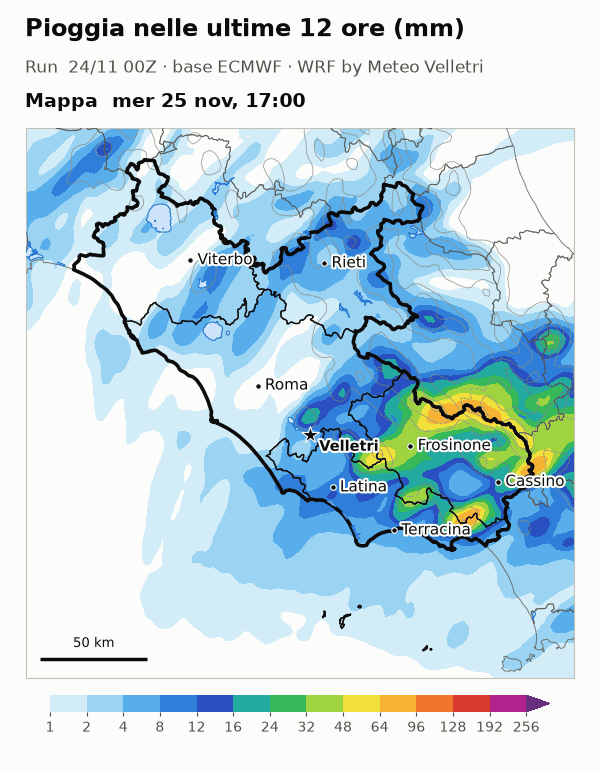 Pioggia nelle ultime 12 ore (mm)
Run  24/11 00Z · base ECMWF · WRF by Meteo Velletri
Mappa  mer 25 nov, 17:00
Viterbo
Rieti
Roma
Velletri
Frosinone
Latina
Cassino
Terracina
50 km
1 2 4 8 12 16 24 32 48 64 96 128 192 256